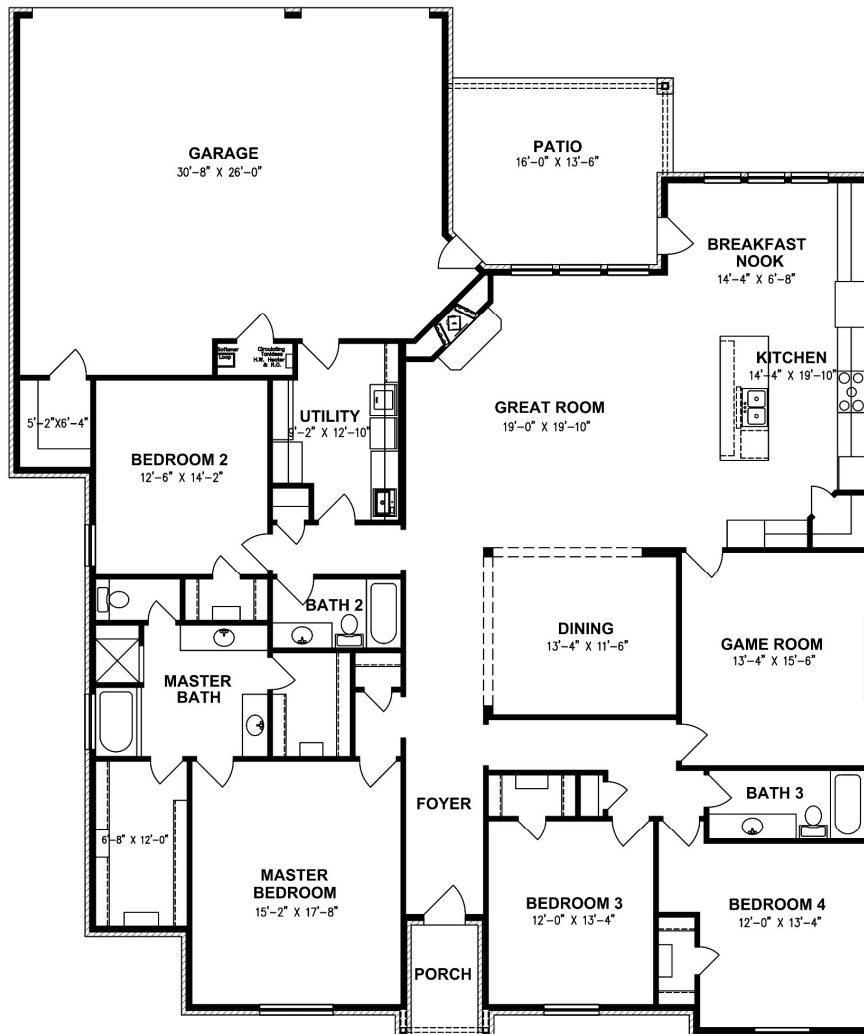 GARAGE
30'-8" X 26'-0"
PATIO
16'-0" X 13'-6"
BREAKFAST
NOOK
14'-4" X 6'-8"
Softener
Loop
Circulating
Tankless
H.W. Heater
& R.O.
KITCHEN
14'-4" X 19'-10"
5'-2"X6'-4"
UTILITY
9'-2" X 12'-10"
GREAT ROOM
19'-0" X 19'-10"
BEDROOM 2
12'-6" X 14'-2"
BATH 2
DINING
13'-4" X 11'-6"
GAME ROOM
13'-4" X 15'-6"
MASTER
BATH
FOYER
BATH 3
6'-8" X 12'-0"
MASTER
BEDROOM
15'-2" X 17'-8"
BEDROOM 3
12'-0" X 13'-4"
BEDROOM 4
12'-0" X 13'-4"
PORCH